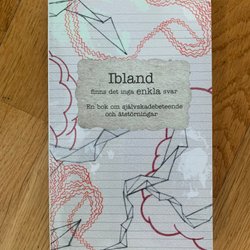 Ibland
finns det inga enkla svar
En bok om självskadebeteende
och ätstörningar